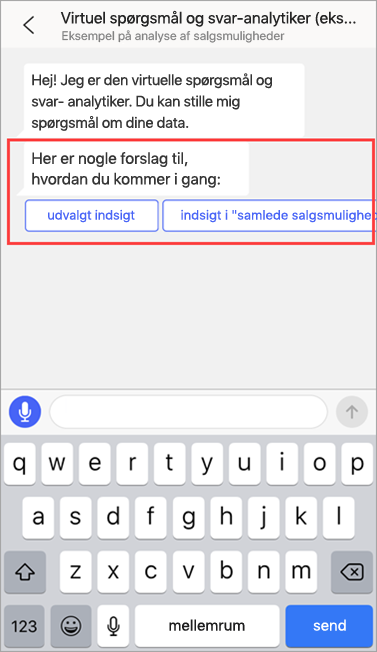 Virtuel spørgsmål og svar-analytiker (eks...
Eksempel på analyse af salgsmuligheder
Hej! Jeg er den virtuelle spørgsmål og
svar- analytiker. Du kan stille mig
spørgsmål om dine data.
Her er nogle forslag til,
hvordan du kommer i gang:
udvalgt indsigt
indsigt i "samlede salgsmulighe
q w e r t y u i o p
a s d f g h j k l
z x c v b n m
123 mellemrum send